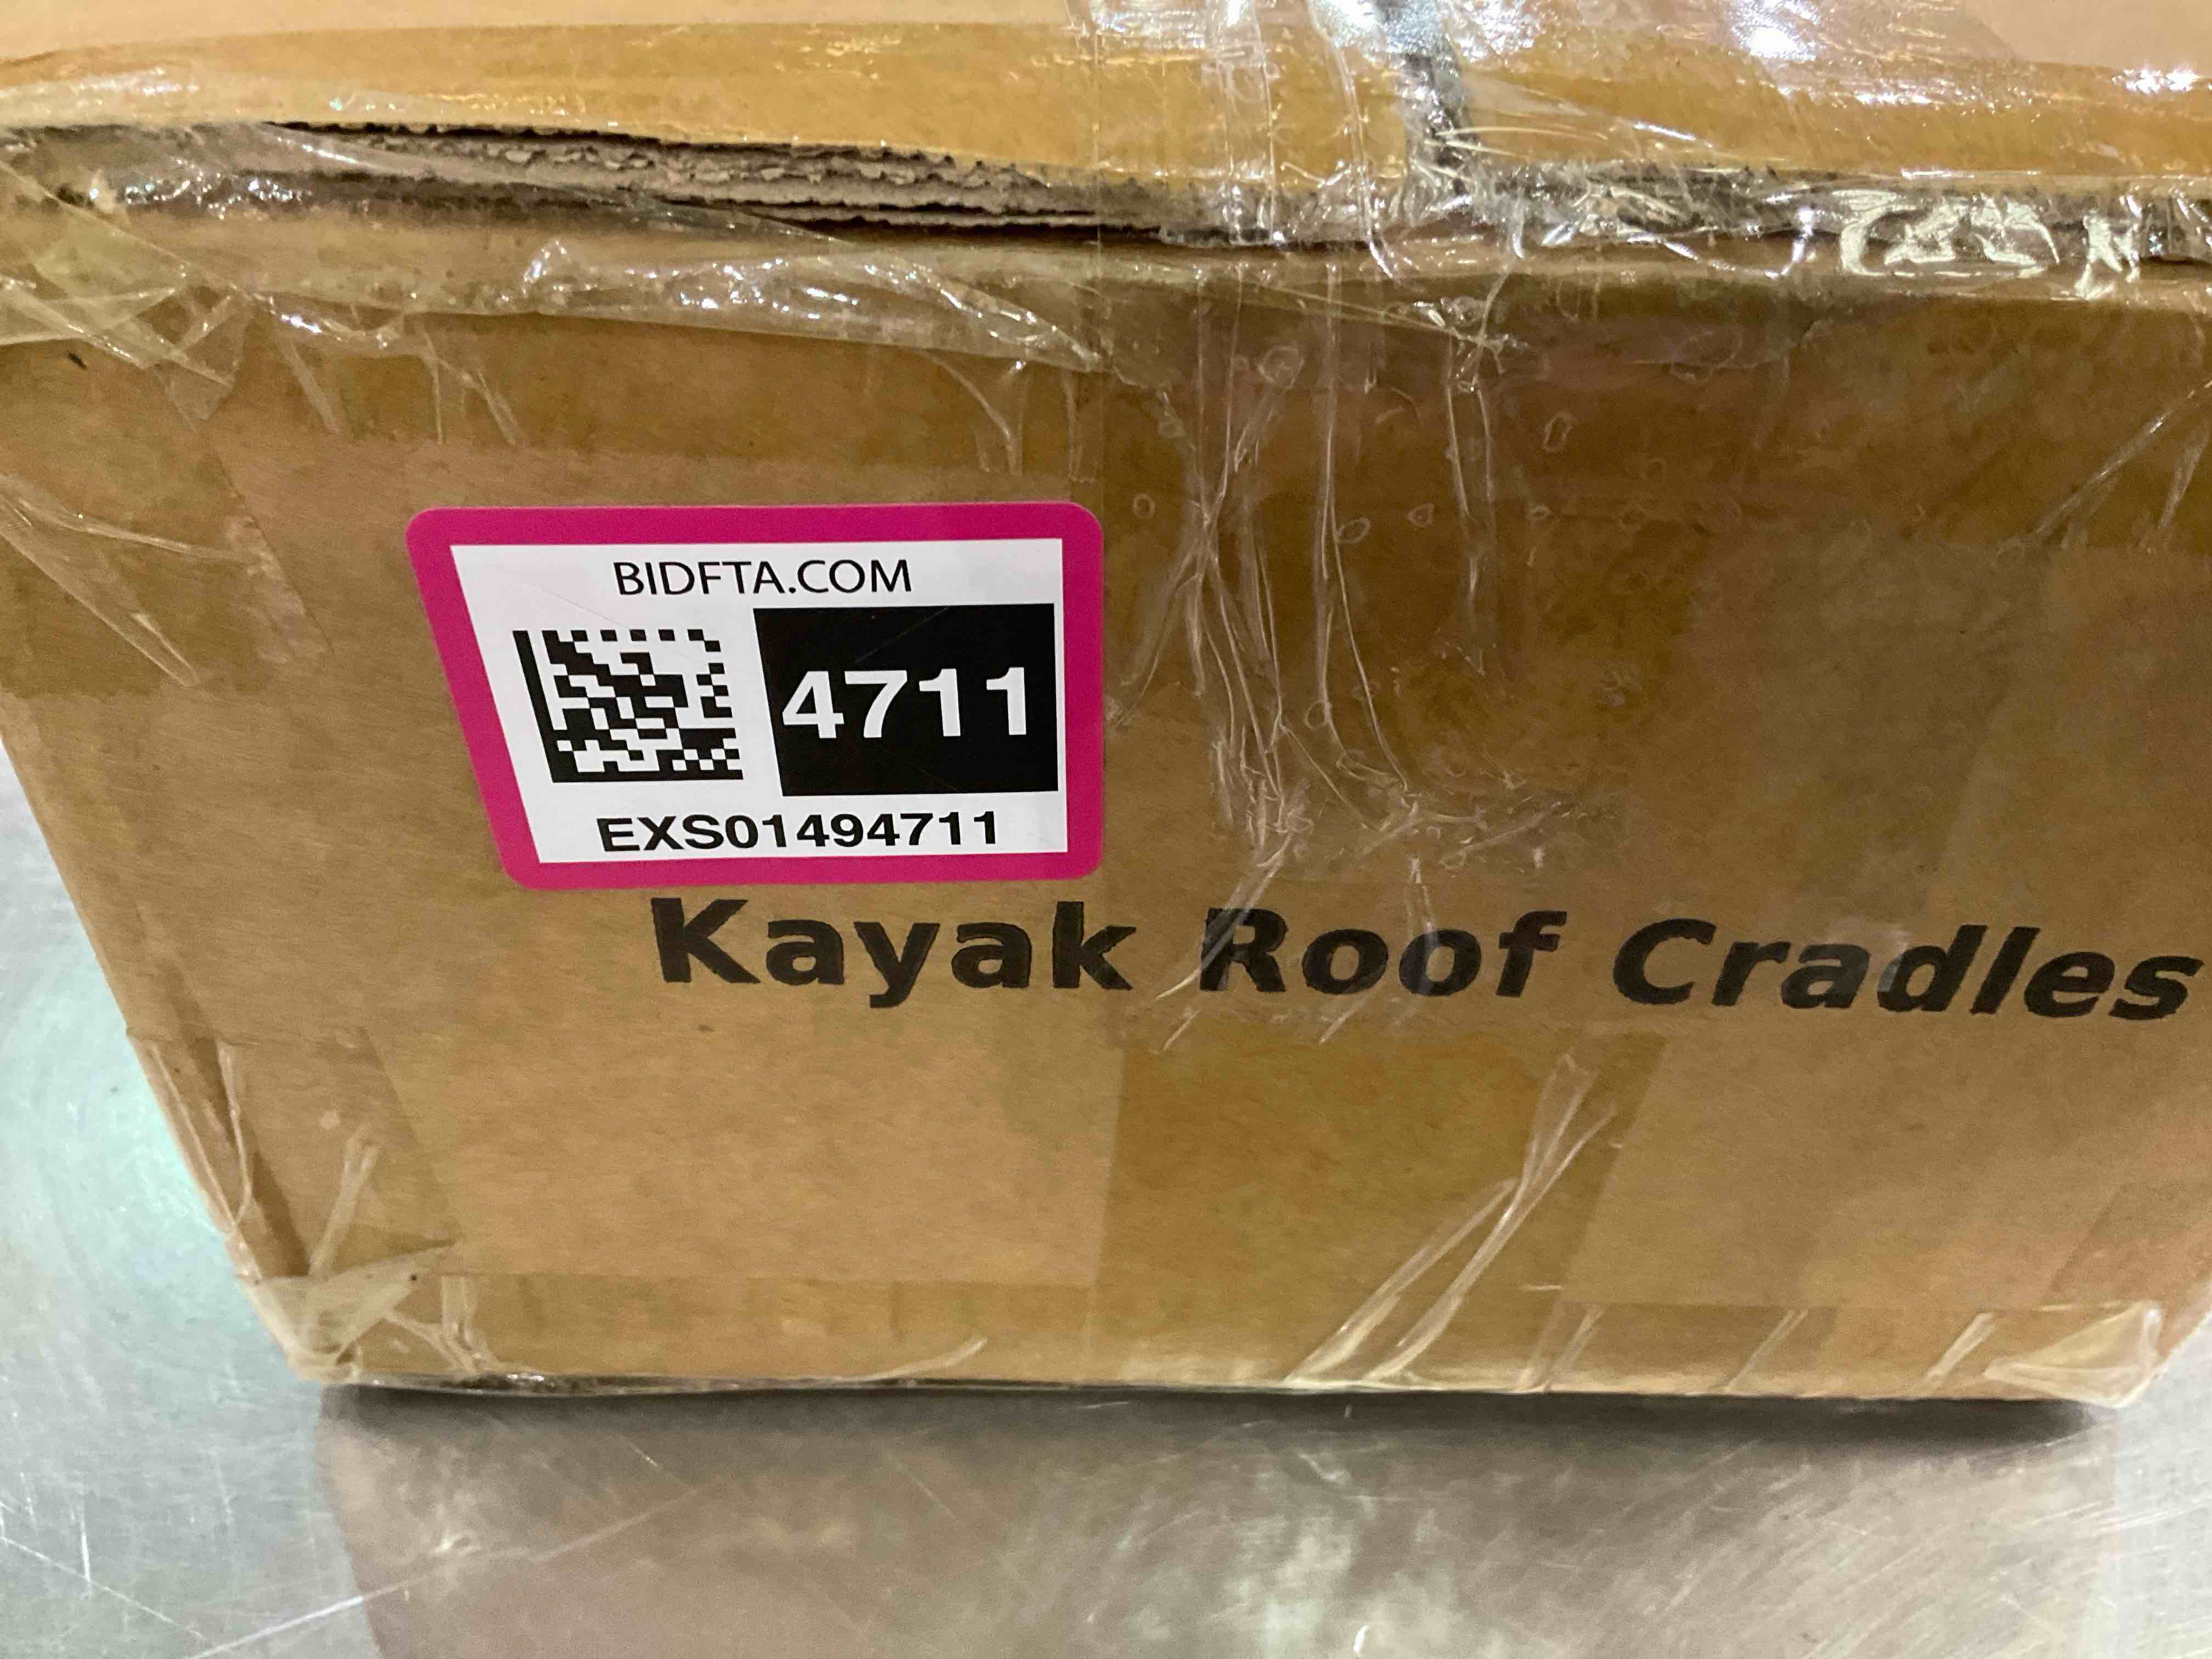 BIDFTA.COM
4711
EXS01494711
Kayak Roof Cradles